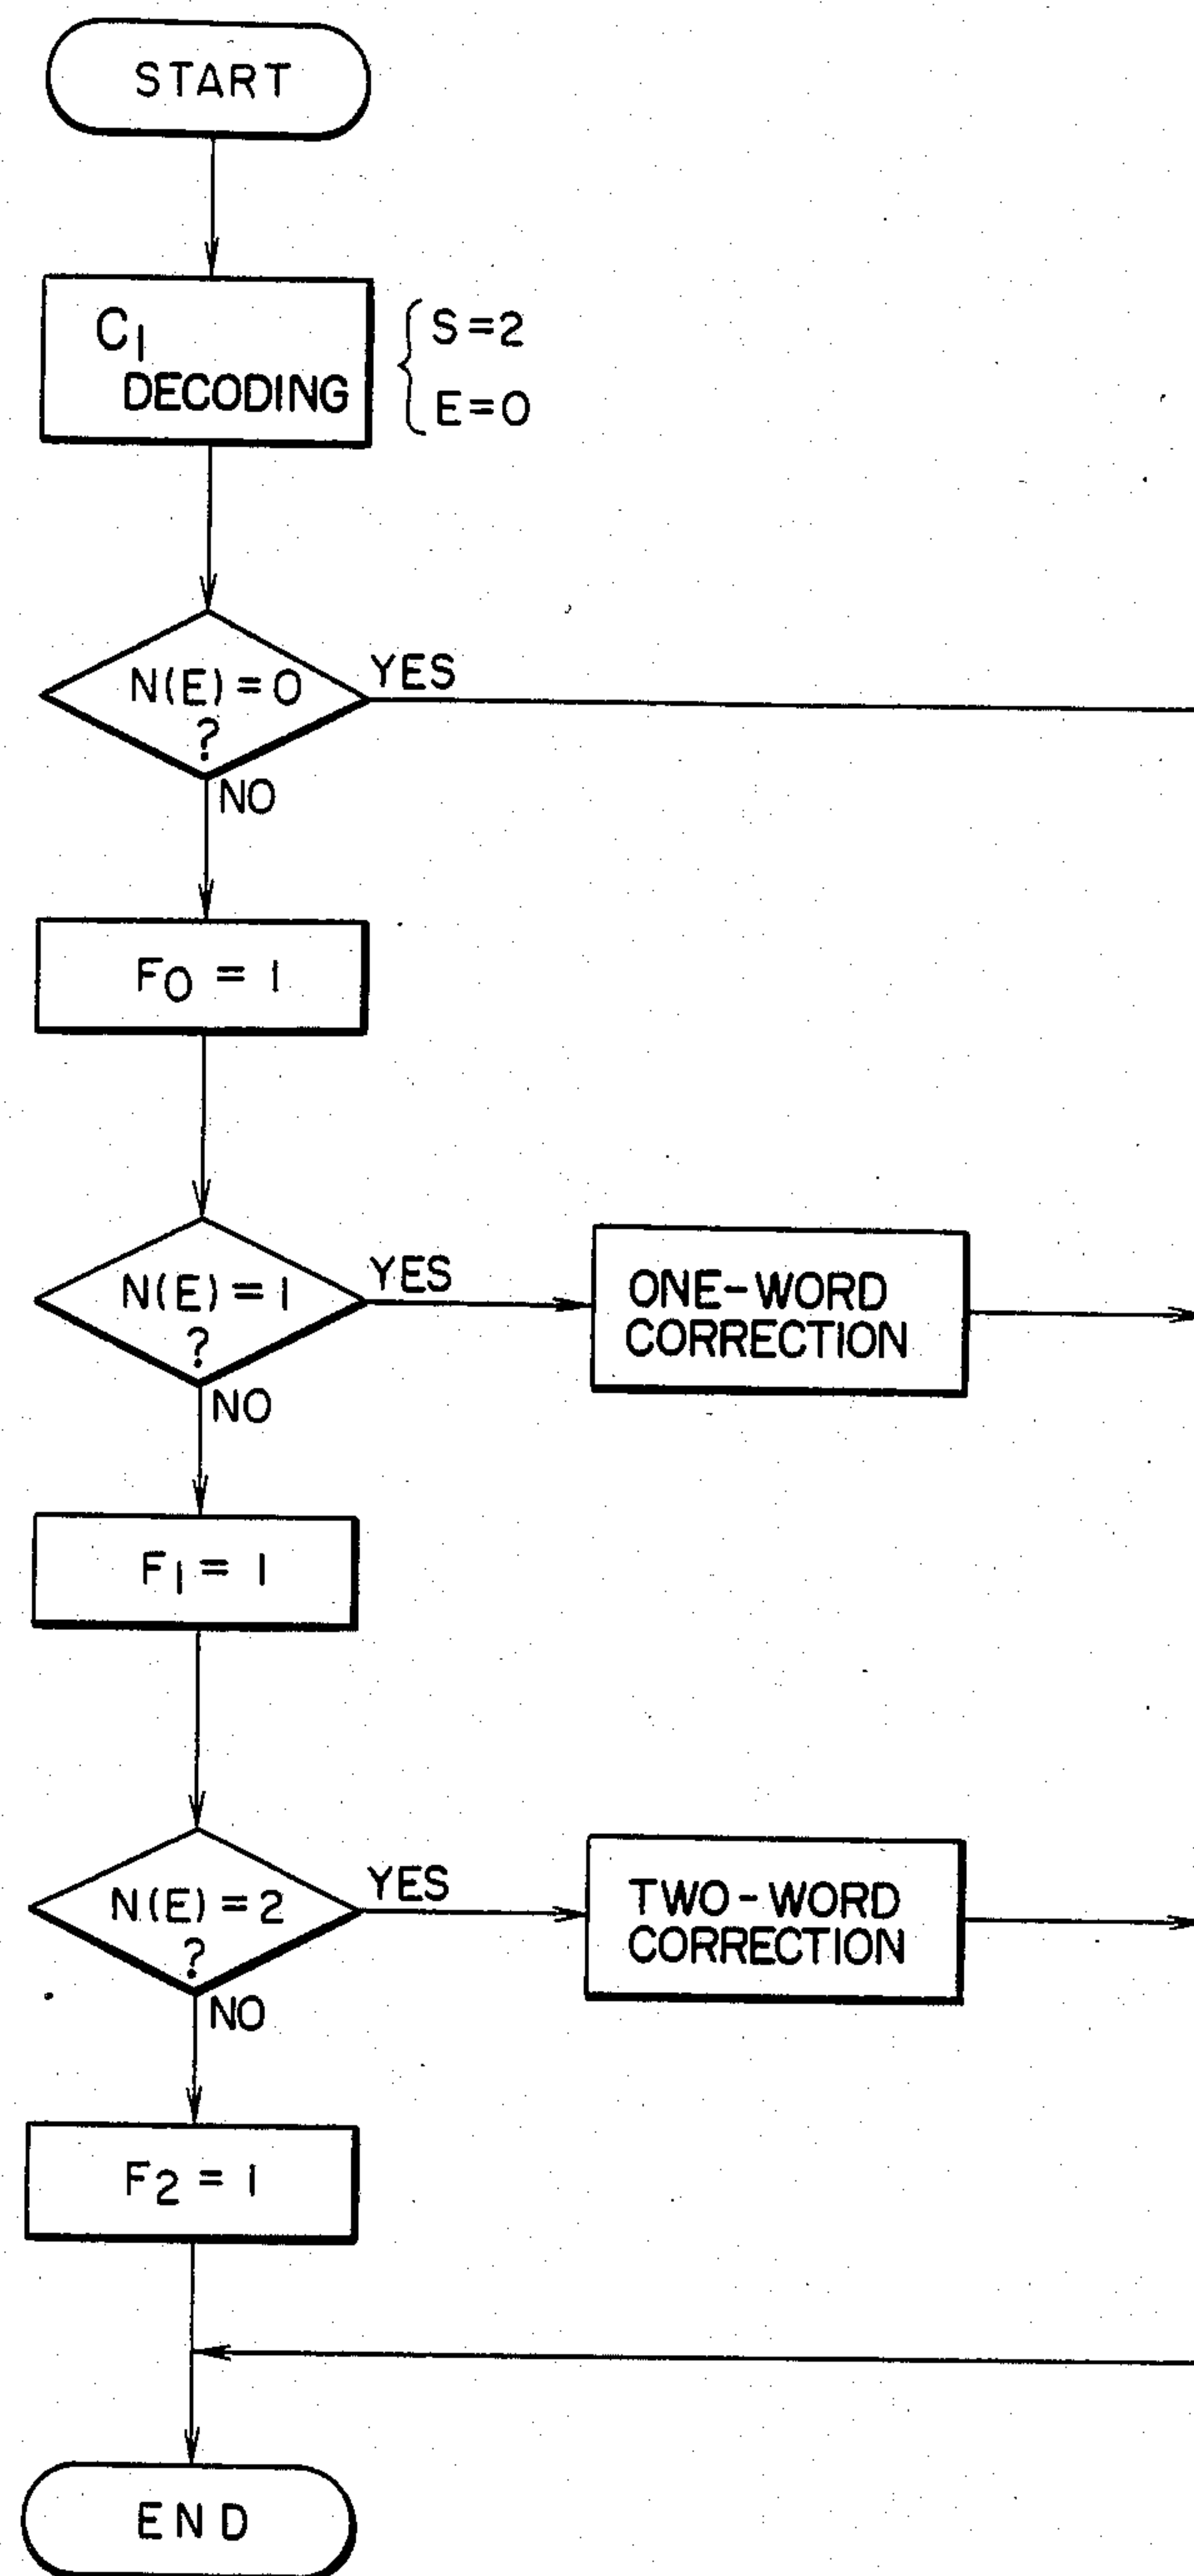 START
C₁
DECODING
S=2
E=0
N(E)=0
?
YES
NO
F₀ = 1
N(E)=1
?
YES
NO
ONE-WORD
CORRECTION
F₁ = 1
N(E)=2
?
YES
NO
TWO-WORD
CORRECTION
F₂ = 1
END